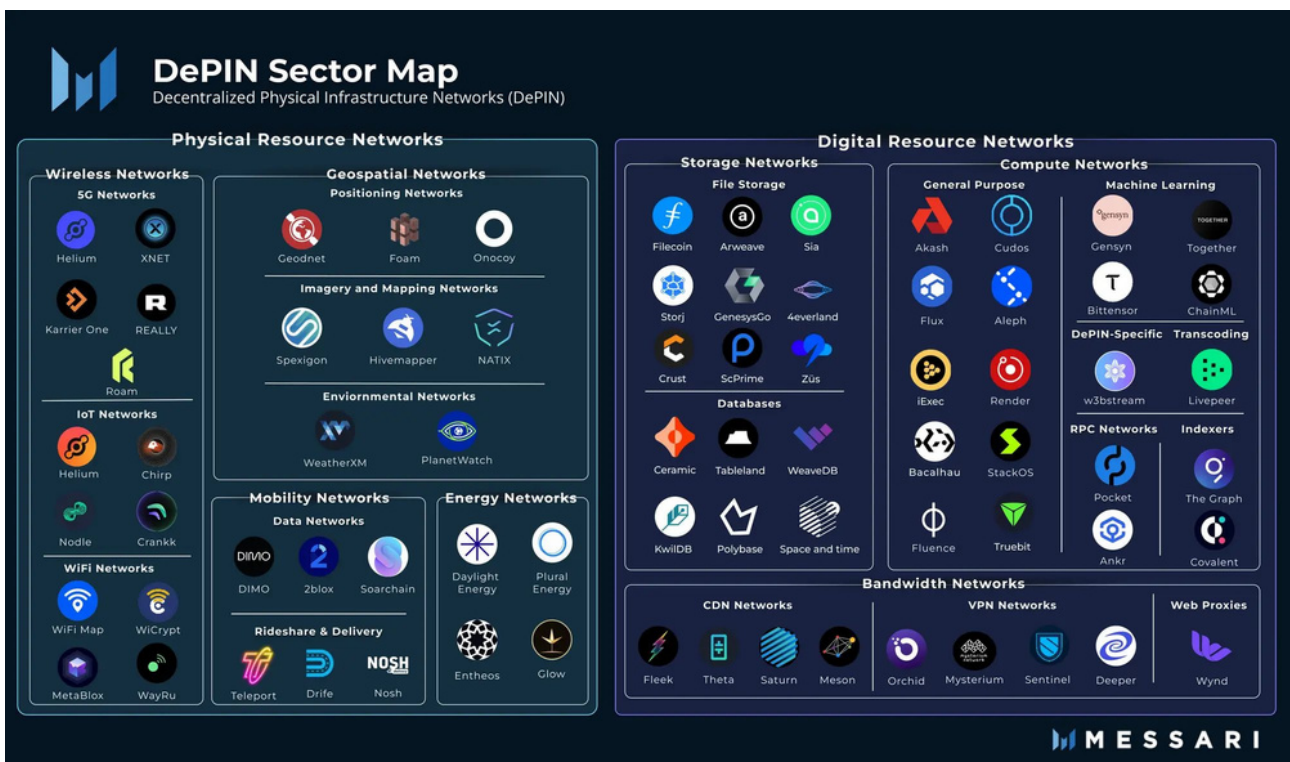 DePIN Sector Map
Decentralized Physical Infrastructure Networks (DePIN)
Physical Resource Networks
Wireless Networks
5G Networks
Helium
XNET
Karrier One
R
REALLY
Roam
IoT Networks
Helium
Chirp
Nodle
Crankk
WiFi Networks
WiFi Map
WiCrypt
MetaBlox
WayRu
Geospatial Networks
Positioning Networks
Geodnet
Foam
Onocoy
Imagery and Mapping Networks
Spexigon
Hivemapper
NATIX
Enviornmental Networks
WeatherXM
PlanetWatch
Mobility Networks
Data Networks
DIMO
DIMO
2
2blox
Soarchain
Rideshare & Delivery
Teleport
Drife
NOSH
Nosh
Energy Networks
Daylight
Energy
Plural
Energy
Entheos
Glow
Digital Resource Networks
Storage Networks
File Storage
Filecoin
a
Arweave
Sia
Storj
GenesysGo
4everland
Crust
ScPrime
Züs
Databases
Ceramic
Tableland
WeaveDB
KwilDB
Polybase
Space and time
Compute Networks
General Purpose
Akash
Cudos
Flux
Aleph
iExec
Render
Bacalhau
StackOS
Fluence
Truebit
Machine Learning
gensyn
Gensyn
TOGETHER
Together
Bittensor
ChainML
DePIN-Specific
w3bstream
Transcoding
Livepeer
RPC Networks
Pocket
Ankr
Indexers
The Graph
Covalent
Bandwidth Networks
CDN Networks
Fleek
Theta
Saturn
Meson
VPN Networks
Orchid
mysterium
network
Mysterium
Sentinel
Deeper
Web Proxies
Wynd
MESSARI